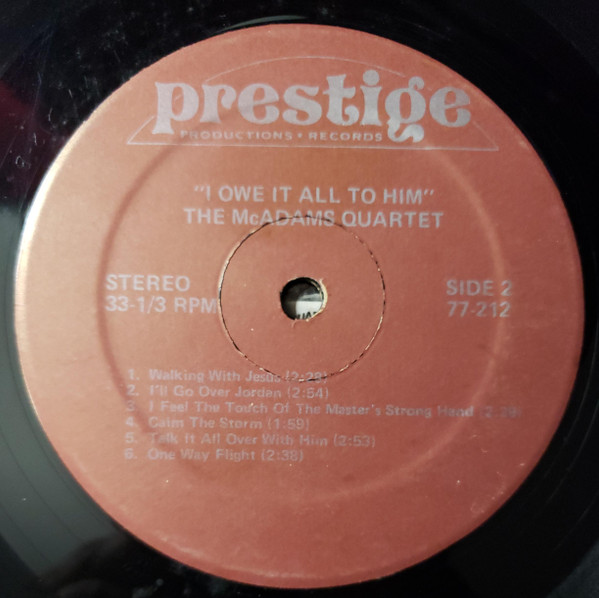 prestige
PRODUCTIONS • RECORDS
"I OWE IT ALL TO HIM"
THE McADAMS QUARTET
STEREO
33-1/3 RPM
SIDE 2
77-212
1. Walking With Jesus (2:28)
2. I'll Go Over Jordan (2:54)
3. I Feel The Touch Of The Master's Strong Hand
4. Calm The Storm (1:59)
5. Talk It All Over With Him (2:53)
6. One Way Flight (2:38)